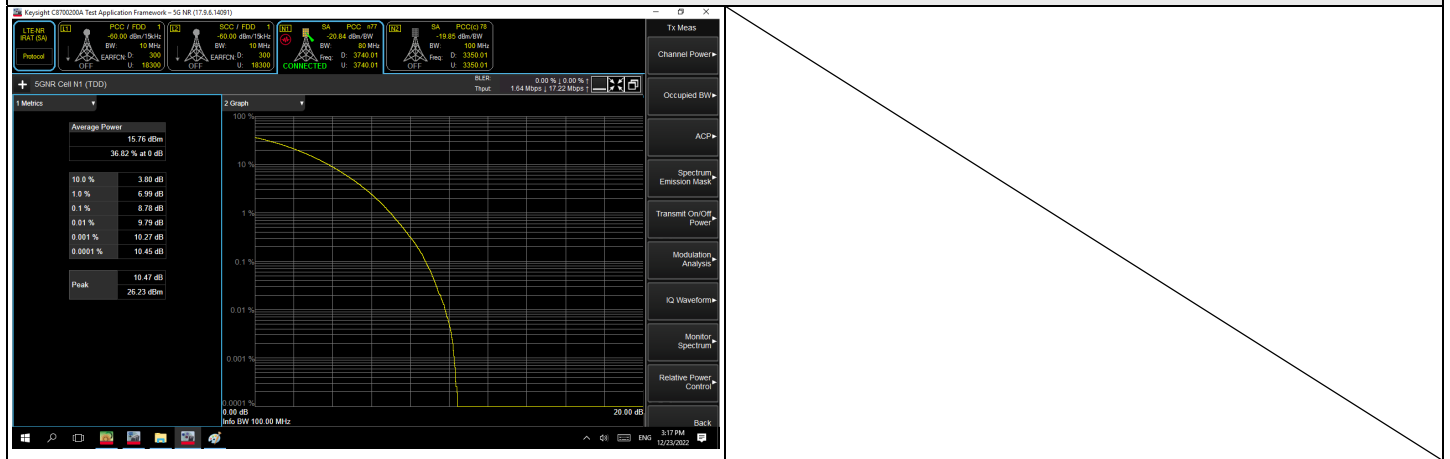 Keysight C8700200A Test Application Framework – 5G NR (17.9.6.14091)
LTE-NR
IRAT (SA)
Protocol
L1
PCC / FDD 1
-60.00 dBm/15kHz
BW: 10 MHz
EARFCN: D: 300
OFF U: 18300
L2
SCC / FDD 1
-60.00 dBm/15kHz
BW: 10 MHz
EARFCN: D: 300
OFF U: 18300
N1
SA PCC n77
-20.84 dBm/BW
BW: 80 MHz
Freq: D: 3740.01
CONNECTED U: 3740.01
N2
SA PCC(c) 78
-19.85 dBm/BW
BW: 100 MHz
Freq: D: 3350.01
OFF U: 3350.01
+ 5GNR Cell N1 (TDD)
BLER: 0.00 % ↓ 0.00 % ↑
Thput: 1.64 Mbps ↓ 17.22 Mbps ↑
1 Metrics
Average Power
15.76 dBm
36.82 % at 0 dB
10.0 % 3.80 dB
1.0 % 6.99 dB
0.1 % 8.78 dB
0.01 % 9.79 dB
0.001 % 10.27 dB
0.0001 % 10.45 dB
Peak
10.47 dB
26.23 dBm
2 Graph
100 %
10 %
1 %
0.1 %
0.01 %
0.001 %
0.0001 %
0.00 dB 20.00 dB
Info BW 100.00 MHz
Tx Meas
Channel Power
Occupied BW
ACP
Spectrum
Emission Mask
Transmit On/Off
Power
Modulation
Analysis
IQ Waveform
Monitor
Spectrum
Relative Power
Control
Back
ENG
3:17 PM
12/23/2022